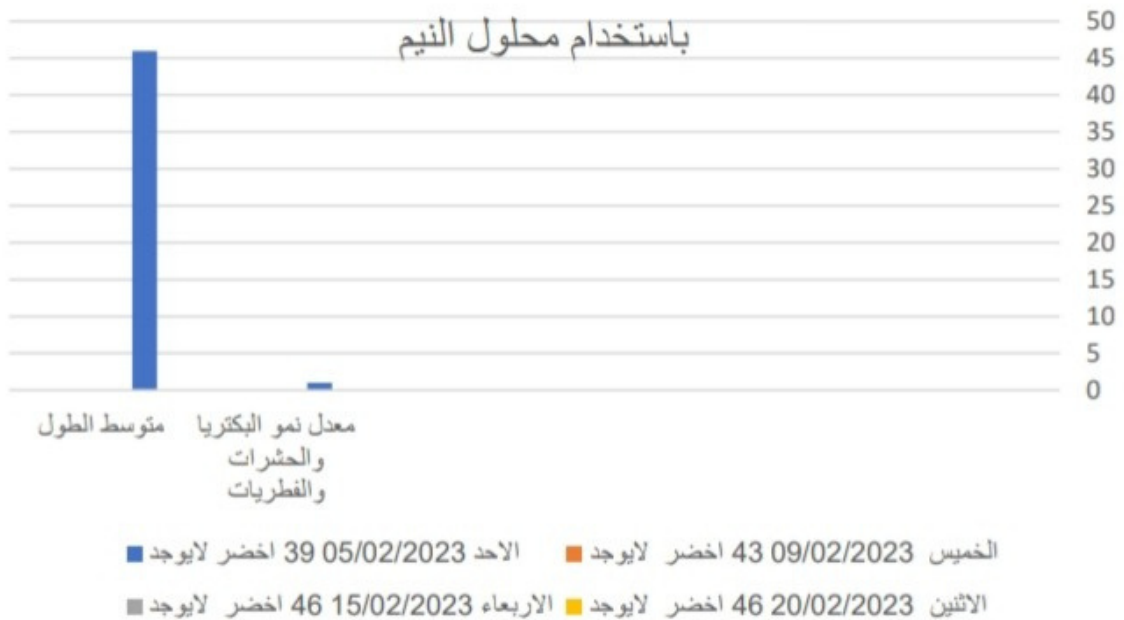 باستخدام محلول النيم
50
45
40
35
30
25
20
15
10
5
0
معدل نمو البكتريا
والحشرات
والفطريات
متوسط الطول
الاحد 05/02/2023 39 اخضر لايوجد
الخميس 09/02/2023 43 اخضر لايوجد
الاربعاء 15/02/2023 46 اخضر لايوجد
الاثنين 20/02/2023 46 اخضر لايوجد